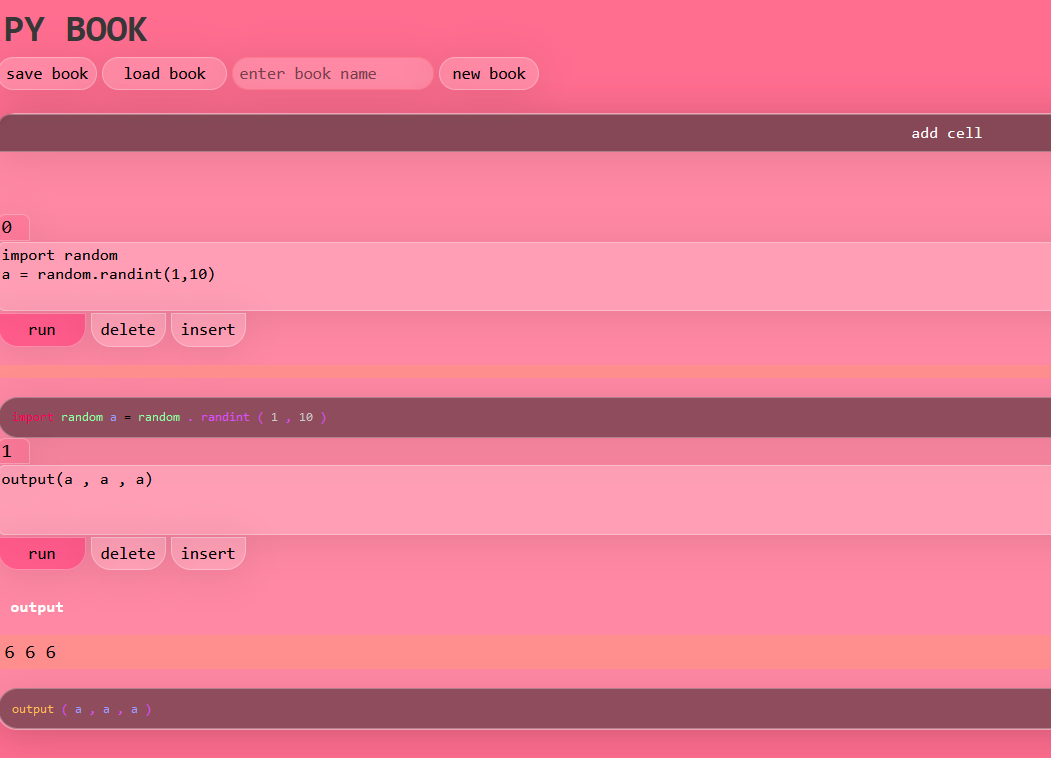 PY BOOK
save book load book enter book name new book
add cell
0
import random
a = random.randint(1,10)
run delete insert
import random a = random . randint ( 1 , 10 )
1
output(a , a , a)
run delete insert
output
6 6 6
output ( a , a , a )